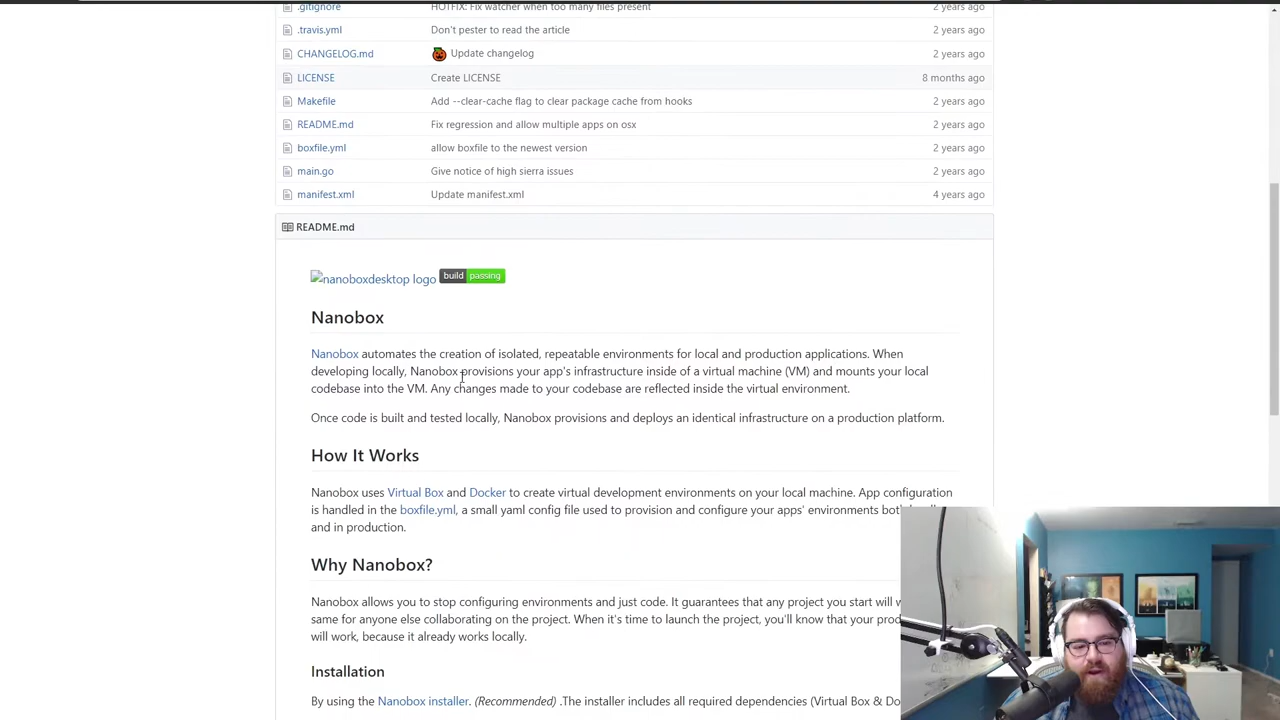 .gitignore HOTFIX: Fix watcher when too many files present 2 years ago
.travis.yml Don't pester to read the article 2 years ago
CHANGELOG.md Update changelog 2 years ago
LICENSE Create LICENSE 8 months ago
Makefile Add --clear-cache flag to clear package cache from hooks 2 years ago
README.md Fix regression and allow multiple apps on osx 2 years ago
boxfile.yml allow boxfile to the newest version 2 years ago
main.go Give notice of high sierra issues 2 years ago
manifest.xml Update manifest.xml 4 years ago
README.md
nanoboxdesktop logo build passing
Nanobox
Nanobox automates the creation of isolated, repeatable environments for local and production applications. When
developing locally, Nanobox provisions your app's infrastructure inside of a virtual machine (VM) and mounts your local
codebase into the VM. Any changes made to your codebase are reflected inside the virtual environment.
Once code is built and tested locally, Nanobox provisions and deploys an identical infrastructure on a production platform.
How It Works
Nanobox uses Virtual Box and Docker to create virtual development environments on your local machine. App configuration
is handled in the boxfile.yml, a small yaml config file used to provision and configure your apps' environments
and in production.
Why Nanobox?
Nanobox allows you to stop configuring environments and just code. It guarantees that any project you start will
same for anyone else collaborating on the project. When it's time to launch the project, you'll know that your
will work, because it already works locally.
Installation
By using the Nanobox installer. (Recommended) .The installer includes all required dependencies (Virtual Box &